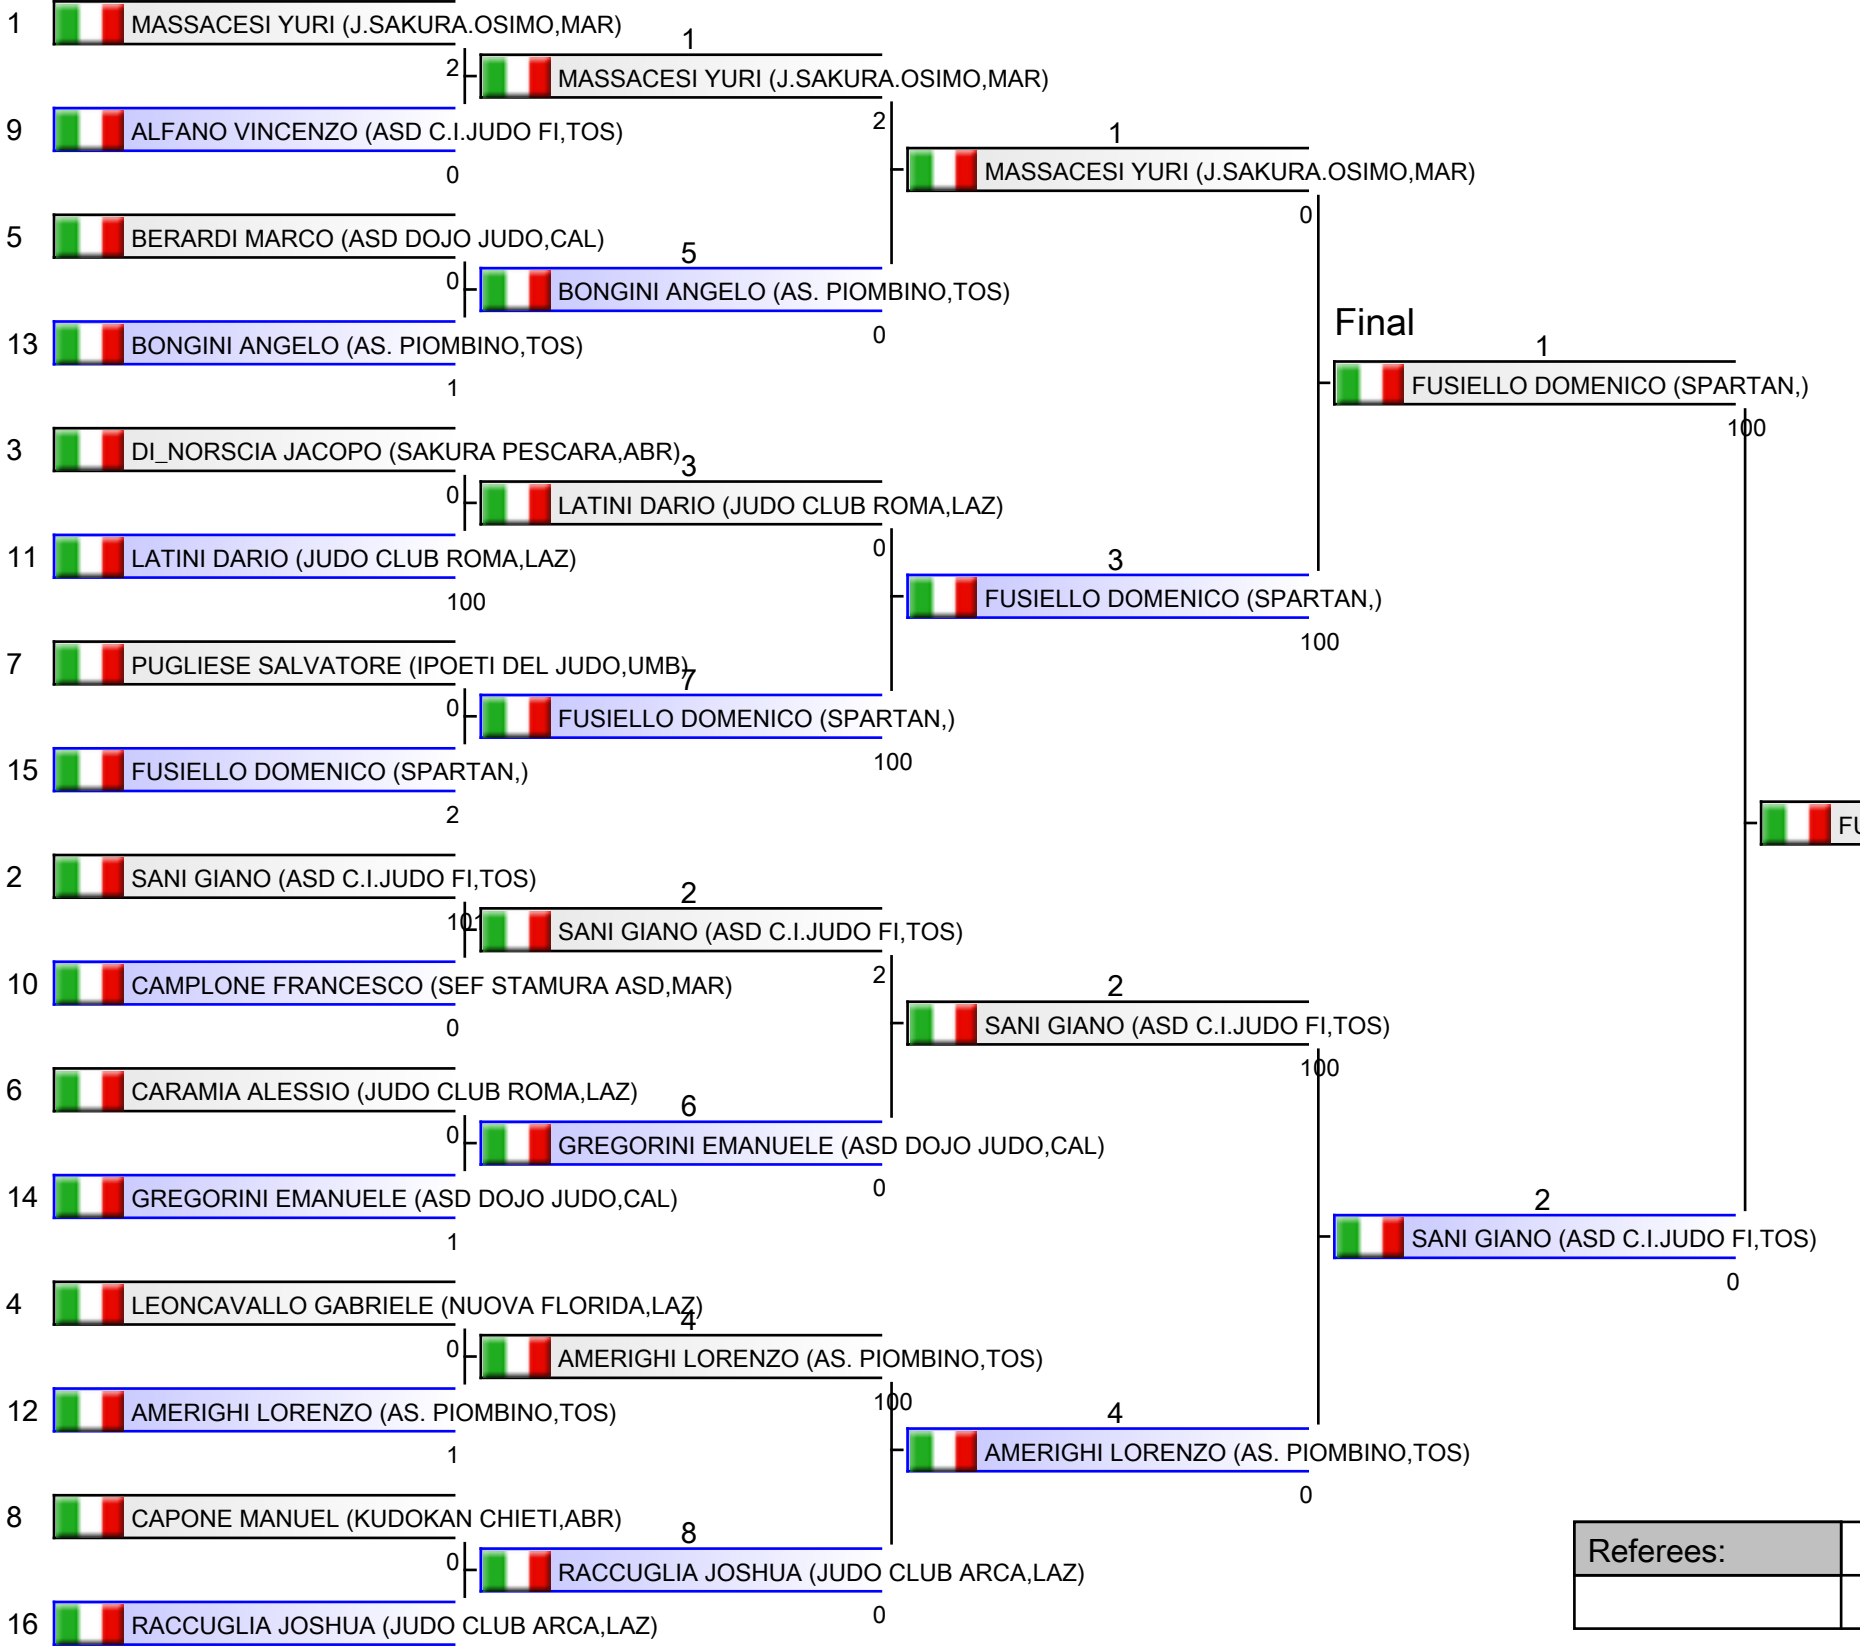 1 MASSACESI YURI (J.SAKURA.OSIMO,MAR)
1
2 MASSACESI YURI (J.SAKURA.OSIMO,MAR)
9 ALFANO VINCENZO (ASD C.I.JUDO FI,TOS)
2
1
0
MASSACESI YURI (J.SAKURA.OSIMO,MAR)
0
5 BERARDI MARCO (ASD DOJO JUDO,CAL)
5
0 BONGINI ANGELO (AS. PIOMBINO,TOS)
0
13 BONGINI ANGELO (AS. PIOMBINO,TOS)
1
Final
1
FUSIELLO DOMENICO (SPARTAN,)
100
3 DI_NORSCIA JACOPO (SAKURA PESCARA,ABR)
3
0 LATINI DARIO (JUDO CLUB ROMA,LAZ)
0
11 LATINI DARIO (JUDO CLUB ROMA,LAZ)
100
3
FUSIELLO DOMENICO (SPARTAN,)
100
7 PUGLIESE SALVATORE (IPOETI DEL JUDO,UMB)
7
0 FUSIELLO DOMENICO (SPARTAN,)
100
15 FUSIELLO DOMENICO (SPARTAN,)
2
FU
2 SANI GIANO (ASD C.I.JUDO FI,TOS)
2
SANI GIANO (ASD C.I.JUDO FI,TOS)
2
10 CAMPLONE FRANCESCO (SEF STAMURA ASD,MAR)
0
2
SANI GIANO (ASD C.I.JUDO FI,TOS)
100
6 CARAMIA ALESSIO (JUDO CLUB ROMA,LAZ)
6
0 GREGORINI EMANUELE (ASD DOJO JUDO,CAL)
0
14 GREGORINI EMANUELE (ASD DOJO JUDO,CAL)
1
2
SANI GIANO (ASD C.I.JUDO FI,TOS)
0
4 LEONCAVALLO GABRIELE (NUOVA FLORIDA,LAZ)
4
0 AMERIGHI LORENZO (AS. PIOMBINO,TOS)
100
12 AMERIGHI LORENZO (AS. PIOMBINO,TOS)
1
4
AMERIGHI LORENZO (AS. PIOMBINO,TOS)
0
8 CAPONE MANUEL (KUDOKAN CHIETI,ABR)
8
0 RACCUGLIA JOSHUA (JUDO CLUB ARCA,LAZ)
0
16 RACCUGLIA JOSHUA (JUDO CLUB ARCA,LAZ)
Referees: